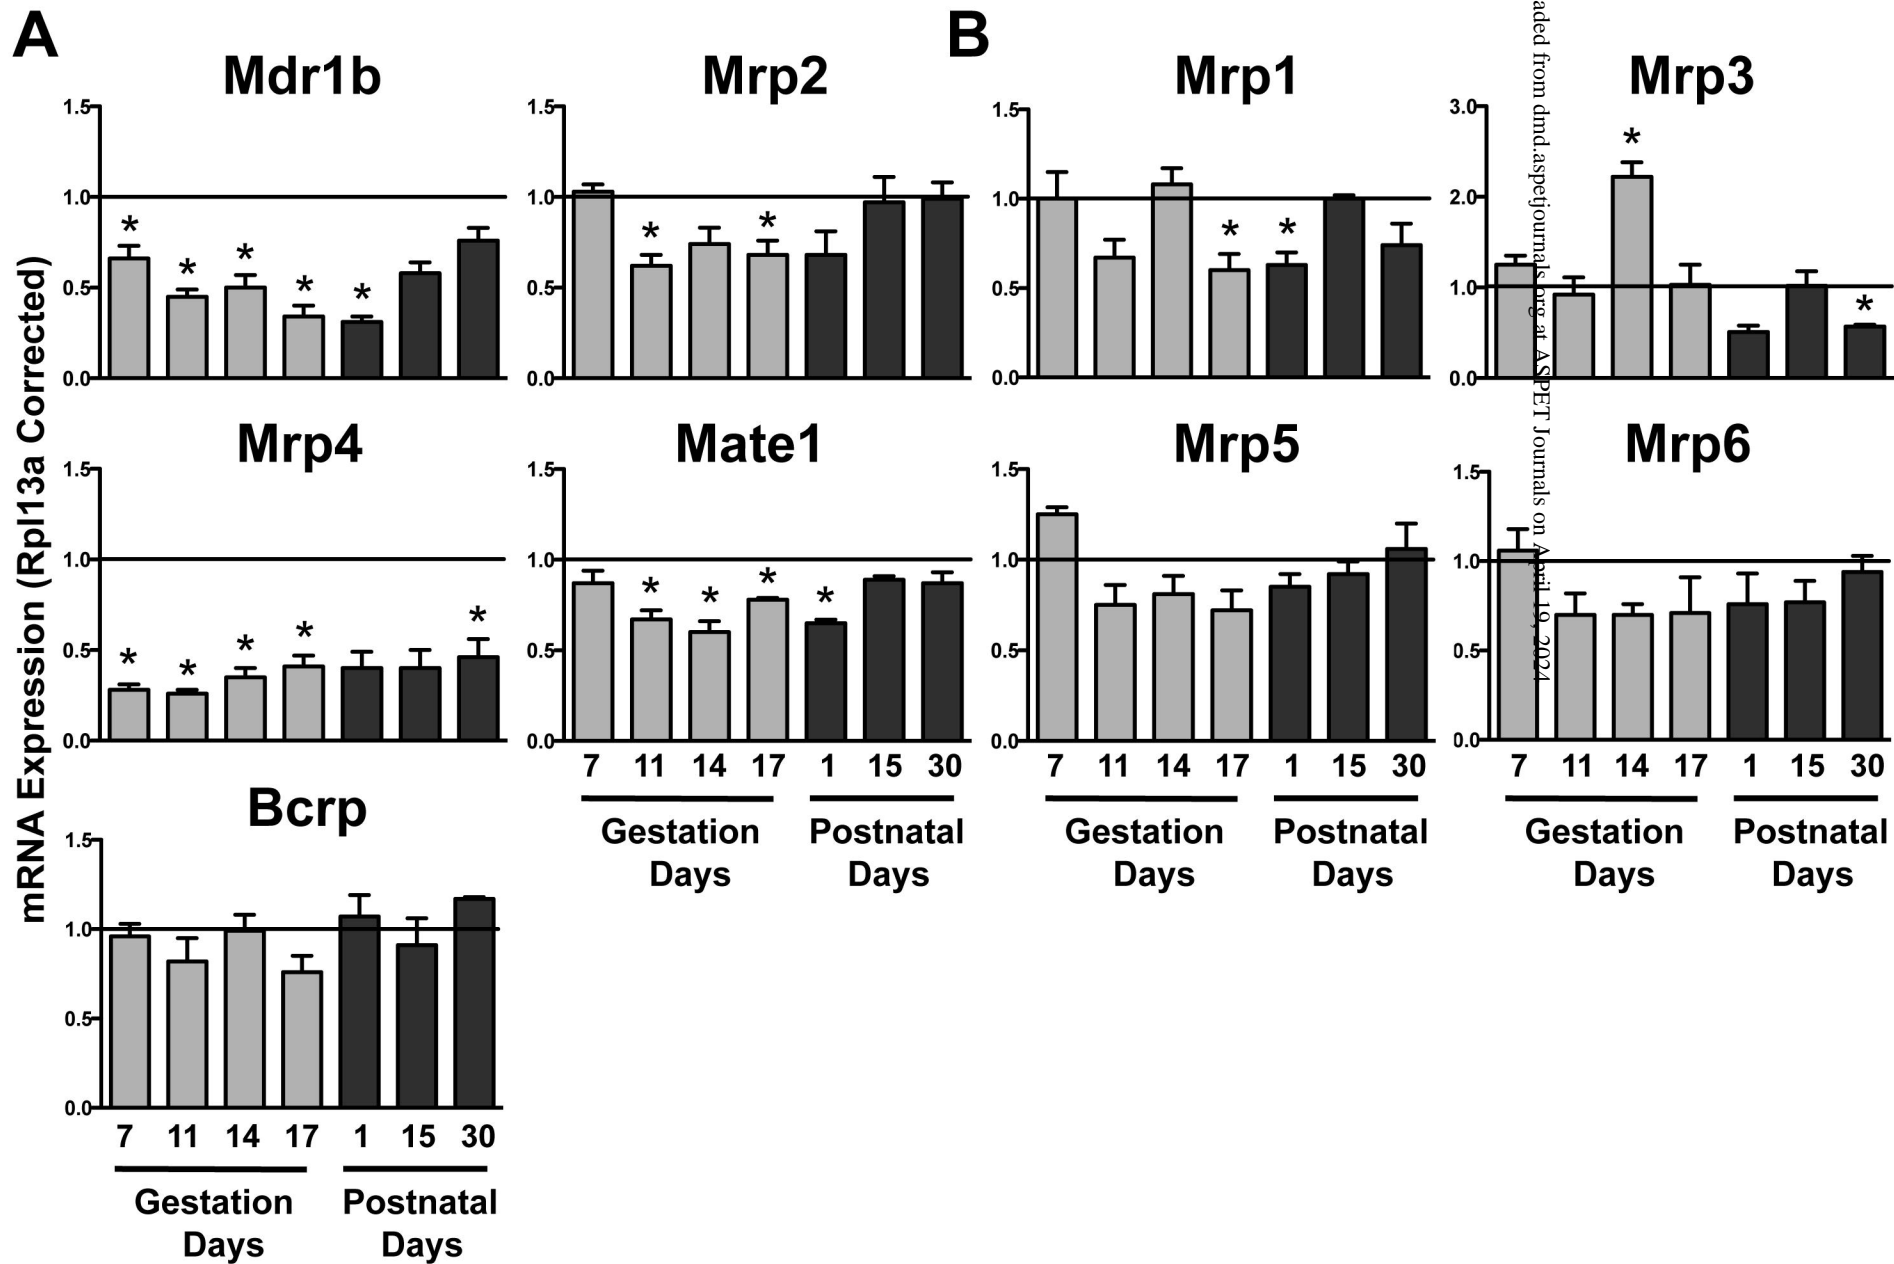 A
B
mRNA Expression (Rpl13a Corrected)
Mdr1b
1.5
*
*
*
*
*
1.0
0.5
0.0
Mrp2
1.5
*
*
1.0
0.5
0.0
Mrp1
1.5
*
*
1.0
0.5
0.0
Mrp3
3.0
*
2.0
1.0
*
0.0
Mrp4
1.5
1.0
*
*
*
*
*
0.5
0.0
Mate1
1.5
1.0
*
*
*
*
0.5
0.0
7 11 14 17 1 15 30
Gestation Days
Postnatal Days
Mrp5
1.5
1.0
0.5
0.0
7 11 14 17 1 15 30
Gestation Days
Postnatal Days
Mrp6
1.5
1.0
0.5
0.0
7 11 14 17 1 15 30
Gestation Days
Postnatal Days
Bcrp
1.5
1.0
0.5
0.0
7 11 14 17 1 15 30
Gestation Days
Postnatal Days
aded from dmd.aspetjournals.org at ASPET Journals on April 19, 2024